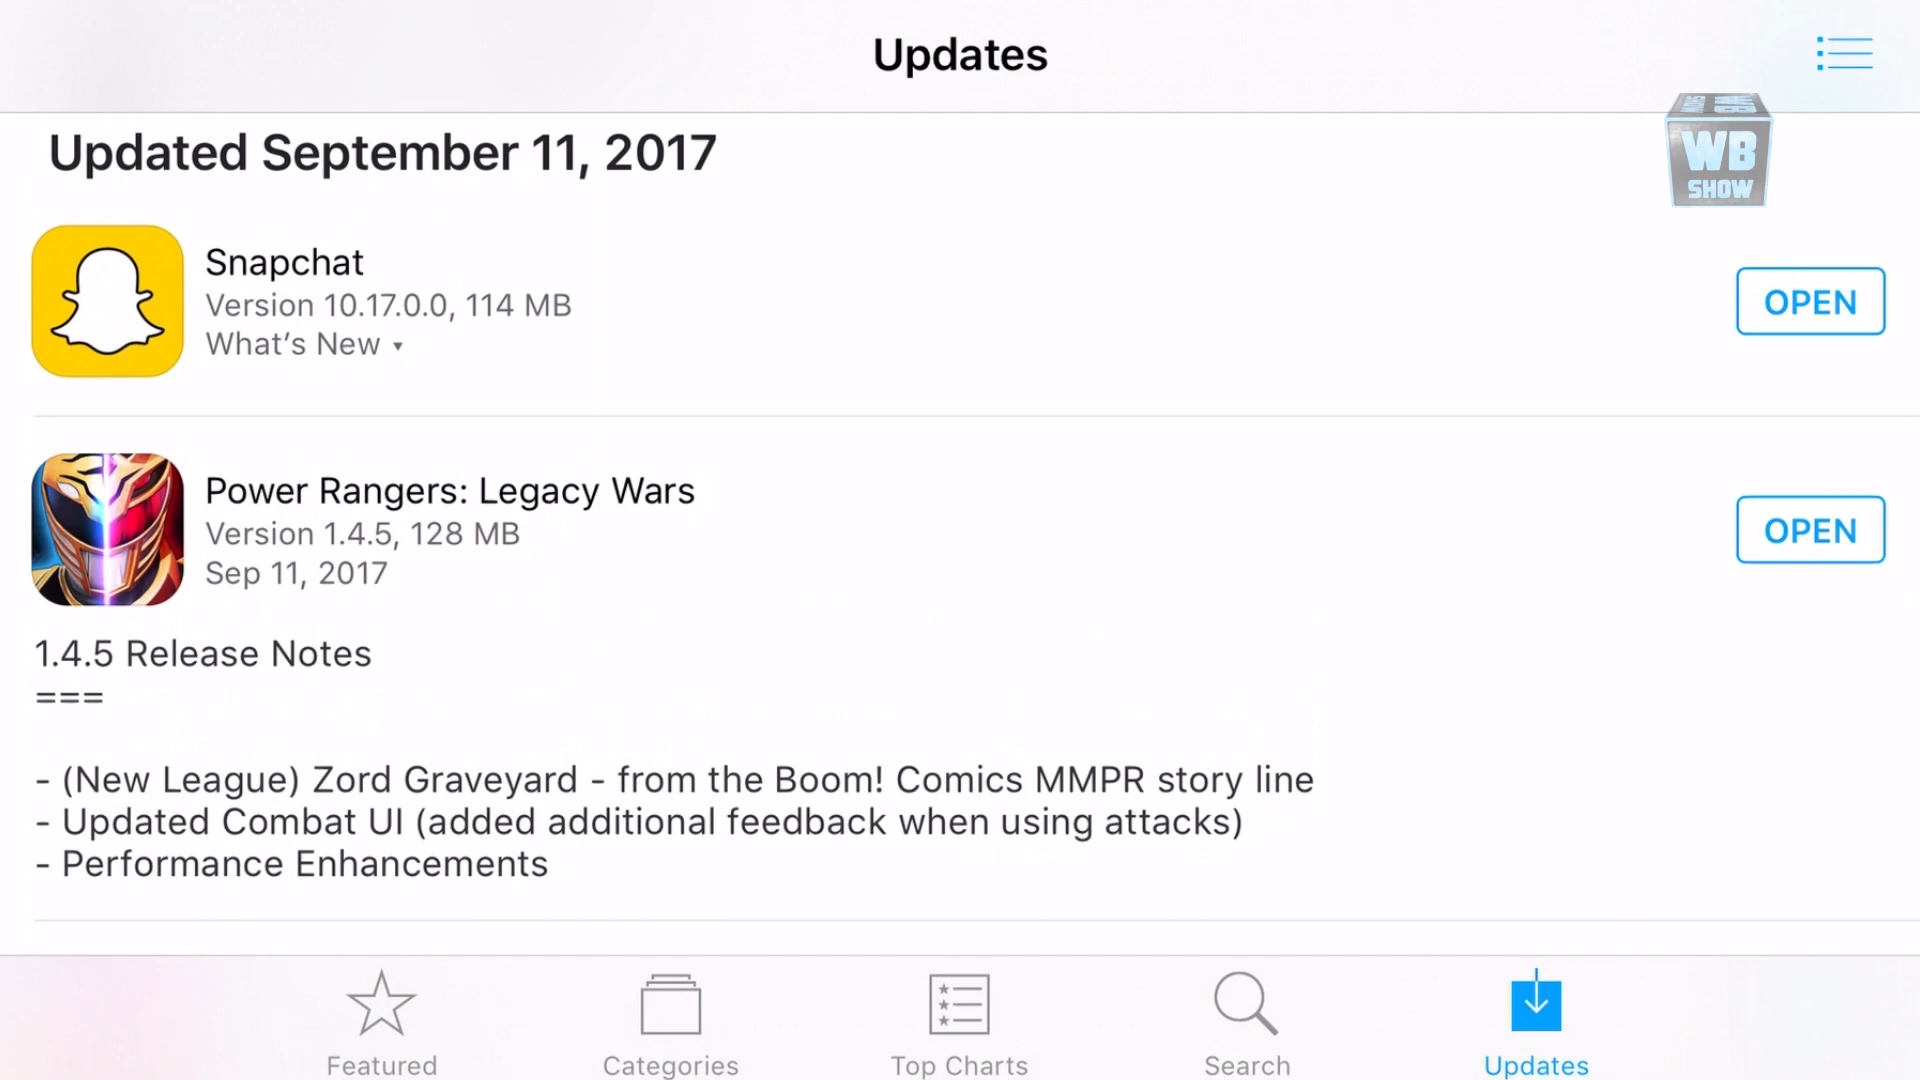 Updates
Updated September 11, 2017
WB
SHOW
Snapchat
Version 10.17.0.0, 114 MB
What's New ▾
OPEN
Power Rangers: Legacy Wars
Version 1.4.5, 128 MB
Sep 11, 2017
OPEN
1.4.5 Release Notes
===
- (New League) Zord Graveyard - from the Boom! Comics MMPR story line
- Updated Combat UI (added additional feedback when using attacks)
- Performance Enhancements
Featured
Categories
Top Charts
Search
Updates